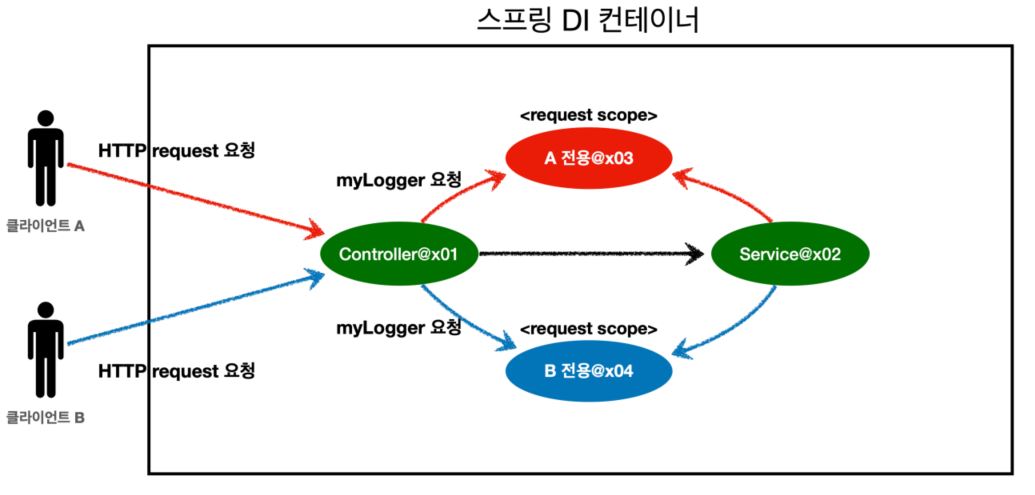 스프링 DI 컨테이너
<request scope>
HTTP request 요청
A 전용@x03
myLogger 요청
클라이언트 A
Controller@x01
Service@x02
myLogger 요청
<request scope>
HTTP request 요청
B 전용@x04
클라이언트 B